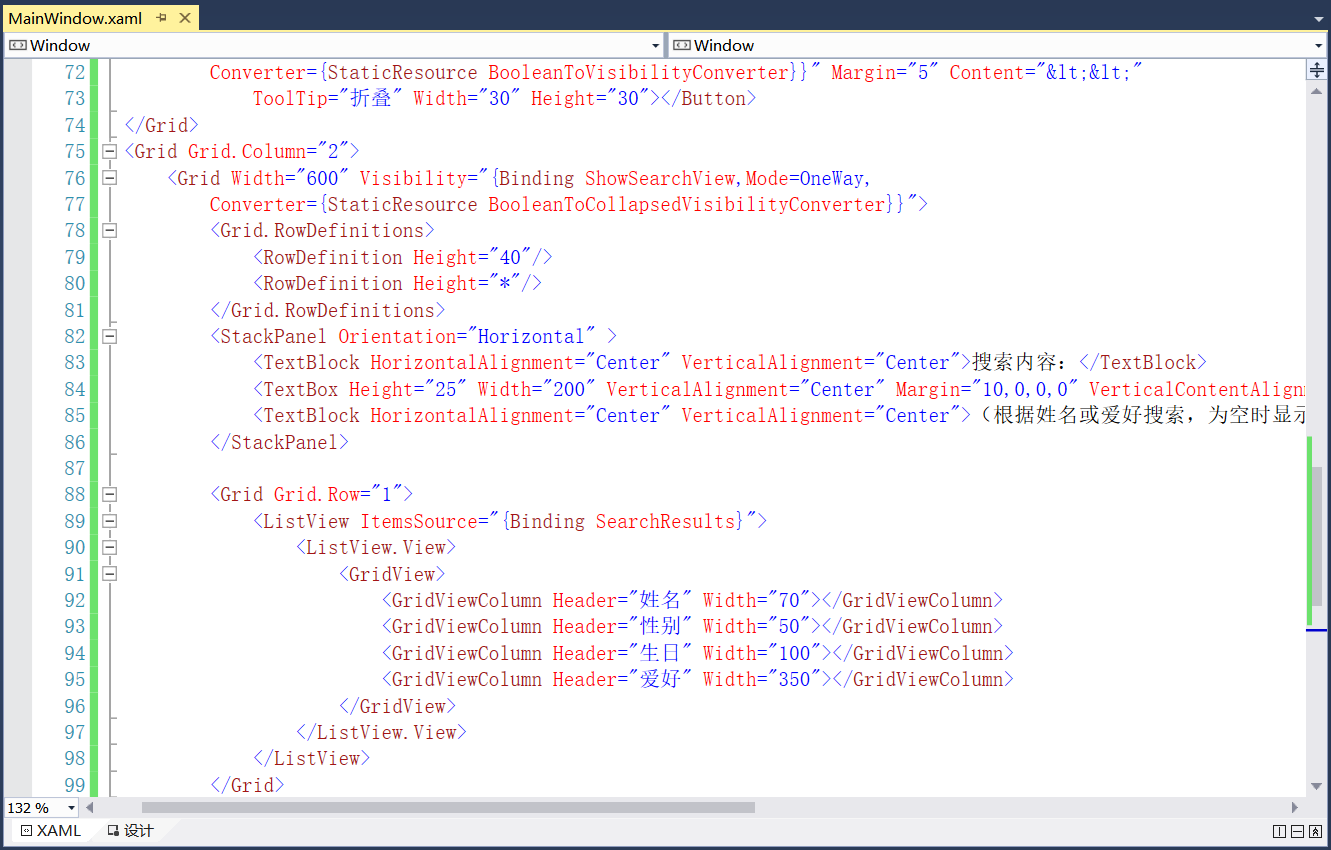 MainWindow.xaml
Window
Window
72 Converter={StaticResource BooleanToVisibilityConverter}}" Margin="5" Content="&lt;&lt;"
73 ToolTip="折叠" Width="30" Height="30"></Button>
74 </Grid>
75 <Grid Grid.Column="2">
76 <Grid Width="600" Visibility="{Binding ShowSearchView,Mode=OneWay,
77 Converter={StaticResource BooleanToCollapsedVisibilityConverter}}">
78 <Grid.RowDefinitions>
79 <RowDefinition Height="40"/>
80 <RowDefinition Height="*"/>
81 </Grid.RowDefinitions>
82 <StackPanel Orientation="Horizontal" >
83 <TextBlock HorizontalAlignment="Center" VerticalAlignment="Center">搜索内容：</TextBlock>
84 <TextBox Height="25" Width="200" VerticalAlignment="Center" Margin="10,0,0,0" VerticalContentAlign
85 <TextBlock HorizontalAlignment="Center" VerticalAlignment="Center">（根据姓名或爱好搜索，为空时显示
86 </StackPanel>
87
88 <Grid Grid.Row="1">
89 <ListView ItemsSource="{Binding SearchResults}">
90 <ListView.View>
91 <GridView>
92 <GridViewColumn Header="姓名" Width="70"></GridViewColumn>
93 <GridViewColumn Header="性别" Width="50"></GridViewColumn>
94 <GridViewColumn Header="生日" Width="100"></GridViewColumn>
95 <GridViewColumn Header="爱好" Width="350"></GridViewColumn>
96 </GridView>
97 </ListView.View>
98 </ListView>
99 </Grid>
132 %
XAML 设计